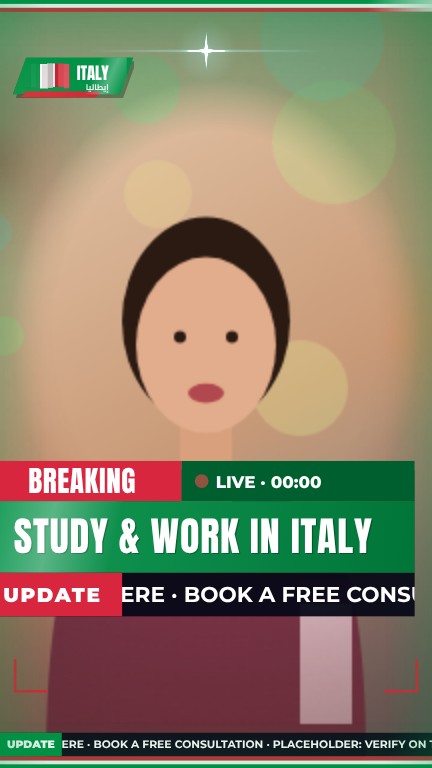 ITALY
إيطاليا
BREAKING
LIVE · 00:00
STUDY & WORK IN ITALY
UPDATE ERE · BOOK A FREE CONSU
UPDATE ERE · BOOK A FREE CONSULTATION · PLACEHOLDER: VERIFY ON